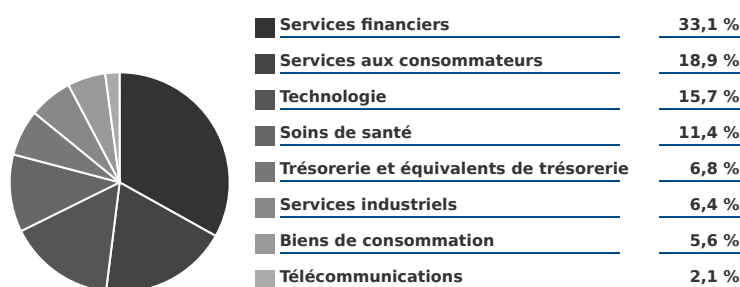 Services financiers 33,1 %
Services aux consommateurs 18,9 %
Technologie 15,7 %
Soins de santé 11,4 %
Trésorerie et équivalents de trésorerie 6,8 %
Services industriels 6,4 %
Biens de consommation 5,6 %
Télécommunications 2,1 %